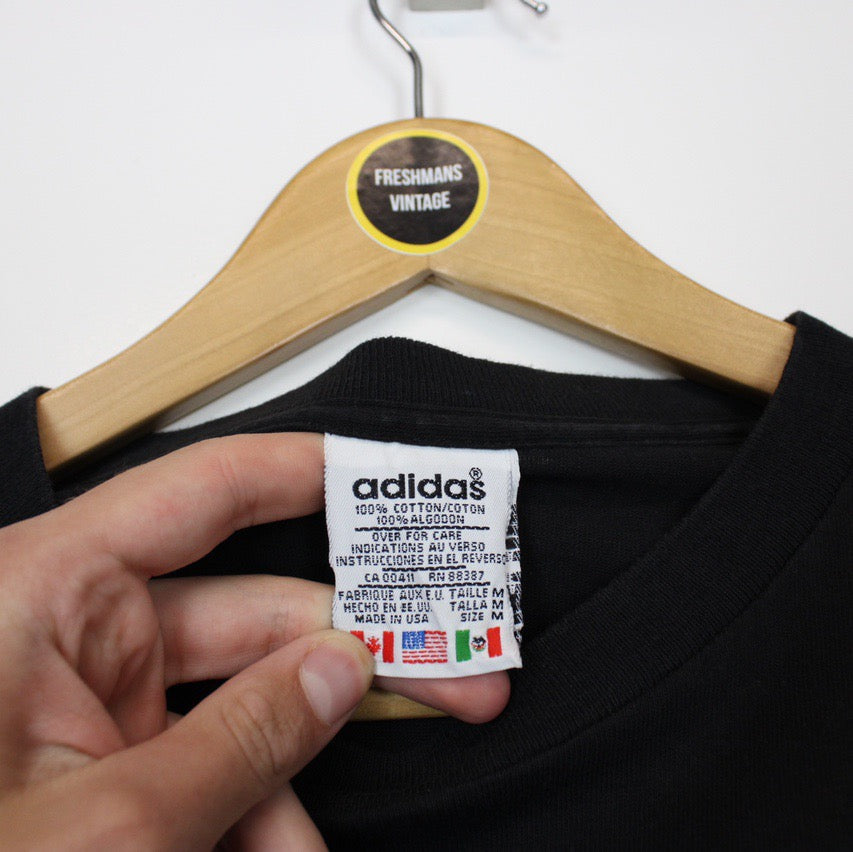 FRESHMANS
VINTAGE
adidas®
100% COTTON/COTON
100% ALGODON
OVER FOR CARE
INDICATIONS AU VERSO
INSTRUCCIONES EN EL REVERSO
CA 00411 RN 88387
FABRIQUE AUX E.U. TAILLE M
HECHO EN EE.UU. TALLA M
MADE IN USA SIZE M